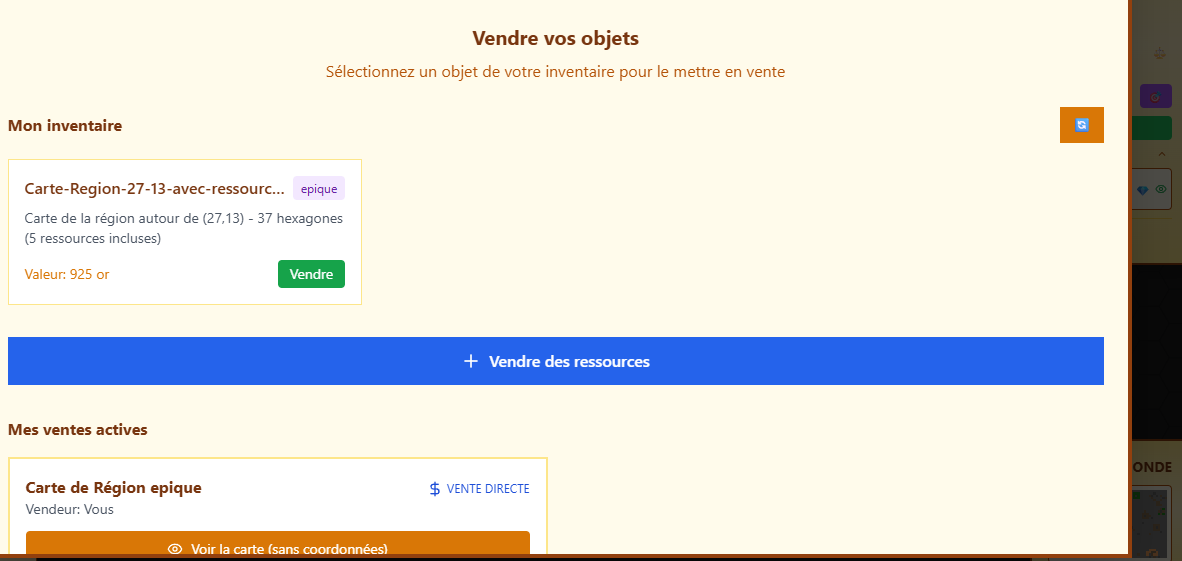 Vendre vos objets
Sélectionnez un objet de votre inventaire pour le mettre en vente
Mon inventaire
Carte-Region-27-13-avec-ressourc... epique
Carte de la région autour de (27,13) - 37 hexagones
(5 ressources incluses)
Valeur: 925 or Vendre
+ Vendre des ressources
Mes ventes actives
Carte de Région epique $ VENTE DIRECTE
Vendeur: Vous
Voir la carte (sans coordonnées)
ONDE